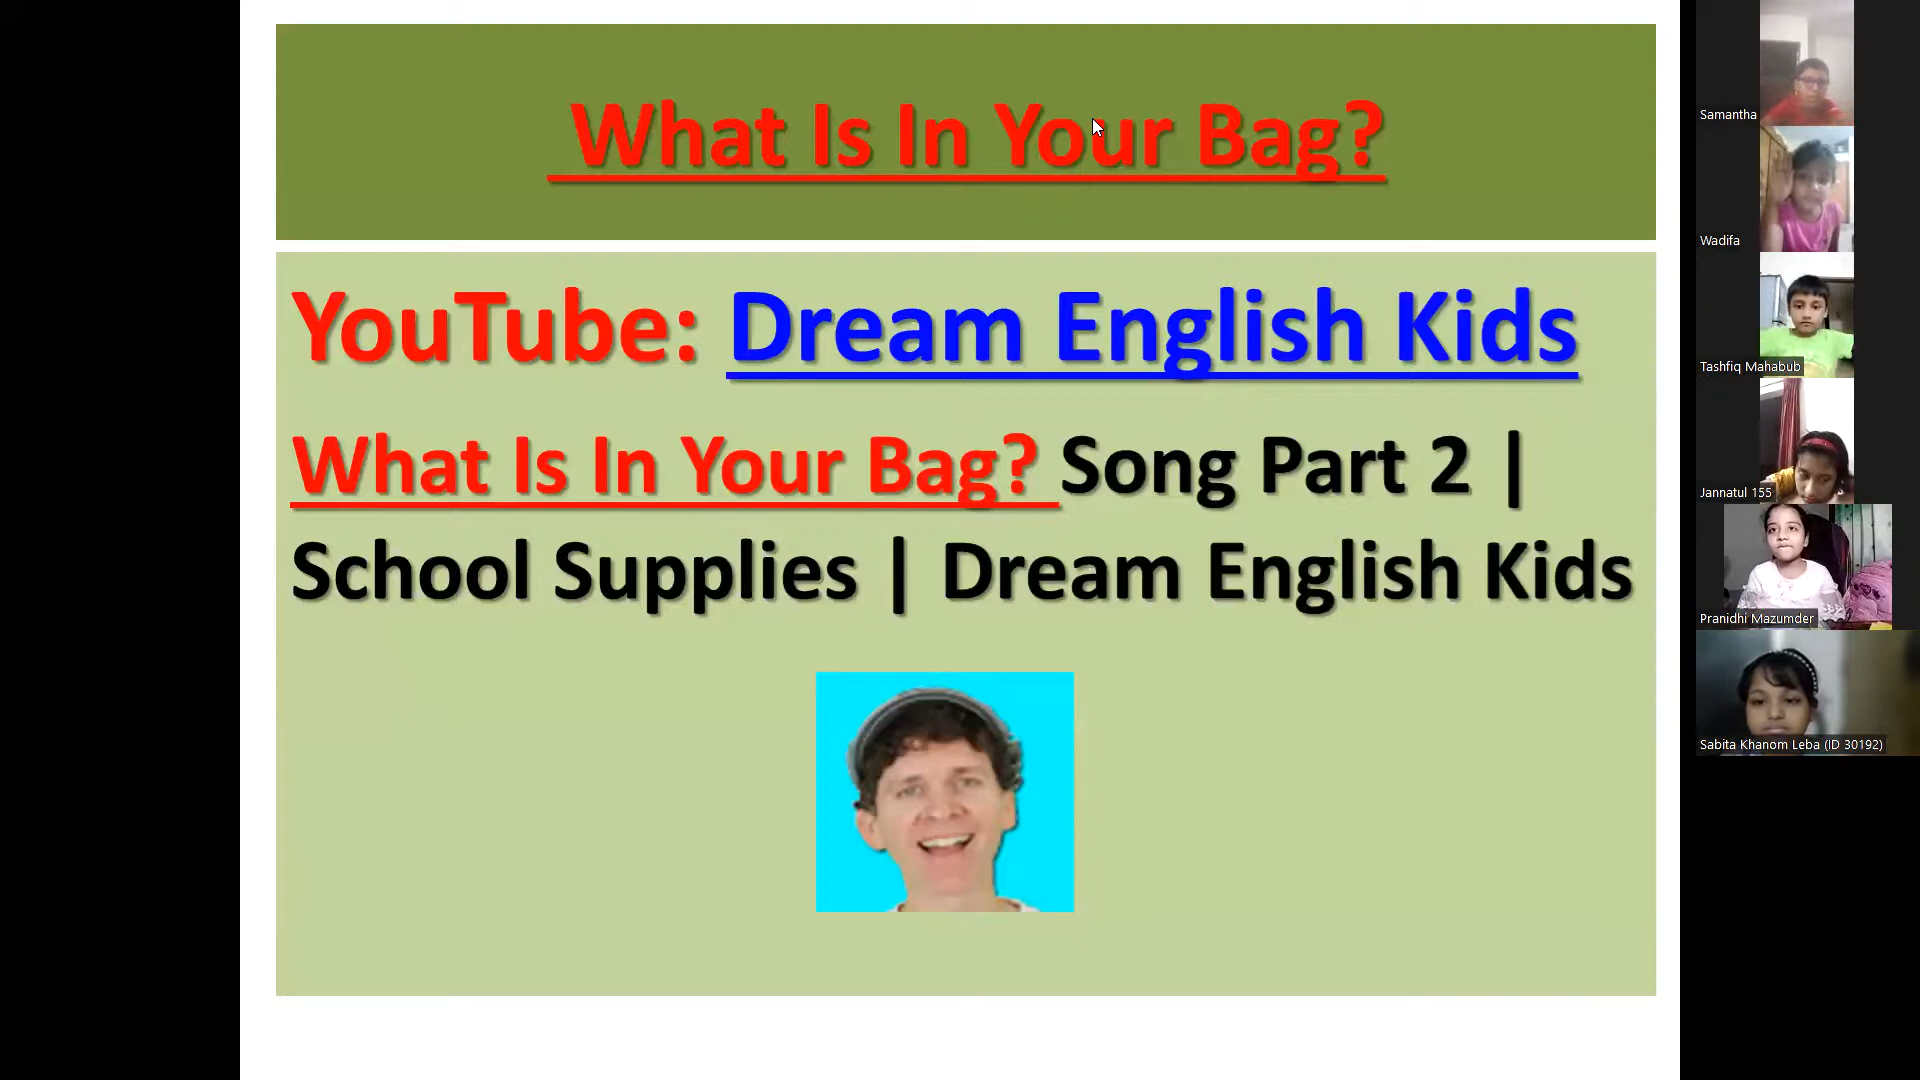 What Is In Your Bag?
YouTube: Dream English Kids
What Is In Your Bag? Song Part 2 |
School Supplies | Dream English Kids
Samantha
Wadifa
Tashfiq Mahabub
Jannatul 155
Pranidhi Mazumder
Sabita Khanom Leba (ID 30192)